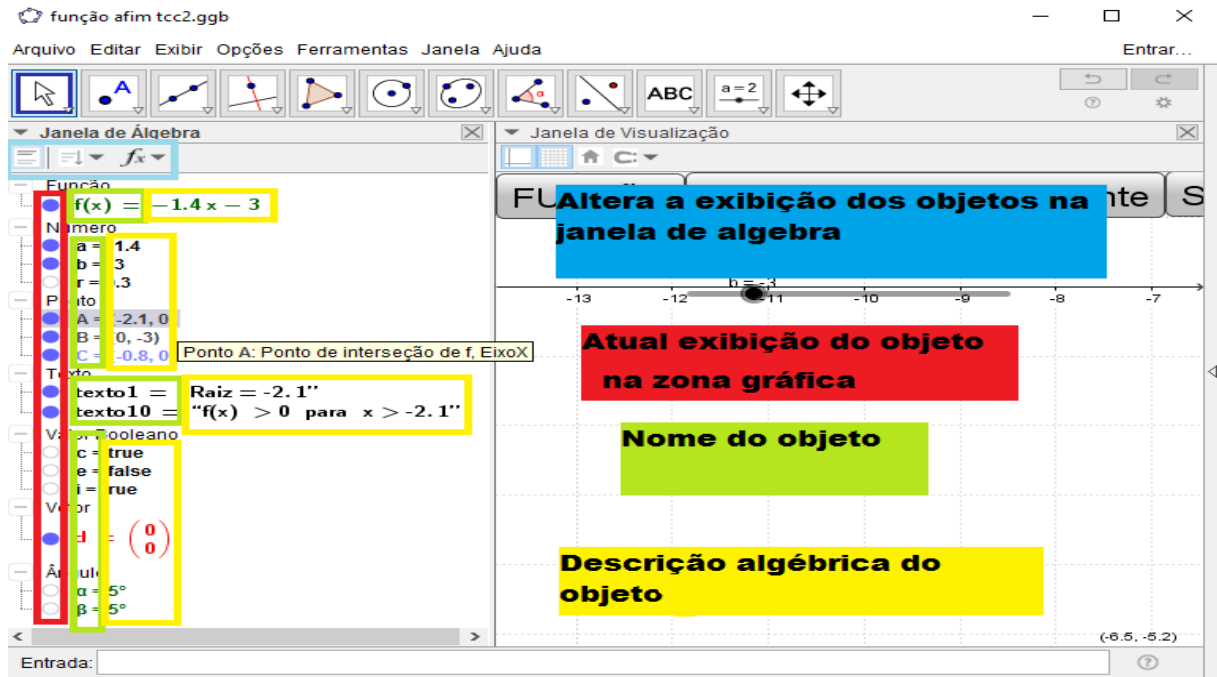 função afim tcc2.ggb
Arquivo Editar Exibir Opções Ferramentas Janela Ajuda
Entrar...
A
α
ABC
a = 2
Janela de Álgebra
Janela de Visualização
fx
Função
f(x) = −1.4 x − 3
Número
a = 1.4
b = 3
r = .3
Ponto
A = (-2.1, 0
B = (0, -3)
C = (-0.8, 0
Ponto A: Ponto de interseção de f, EixoX
Texto
texto1 = Raiz = -2. 1”
texto10 = “f(x) > 0 para x > -2. 1”
Valor Booleano
c = true
e = false
i = true
Vetor
d = (0
0)
Ângulo
α = 5°
β = 5°
Entrada:
FU
nte
S
Altera a exibição dos objetos na
janela de algebra
b = -3
-13 -12 -11 -10 -9 -8 -7
Atual exibição do objeto
na zona gráfica
Nome do objeto
Descrição algébrica do
objeto
(-6.5, -5.2)